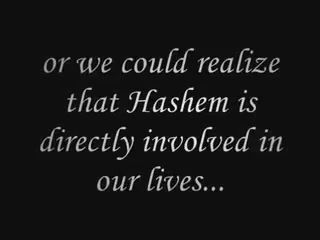 or we could realize
that Hashem is
directly involved in
our lives...